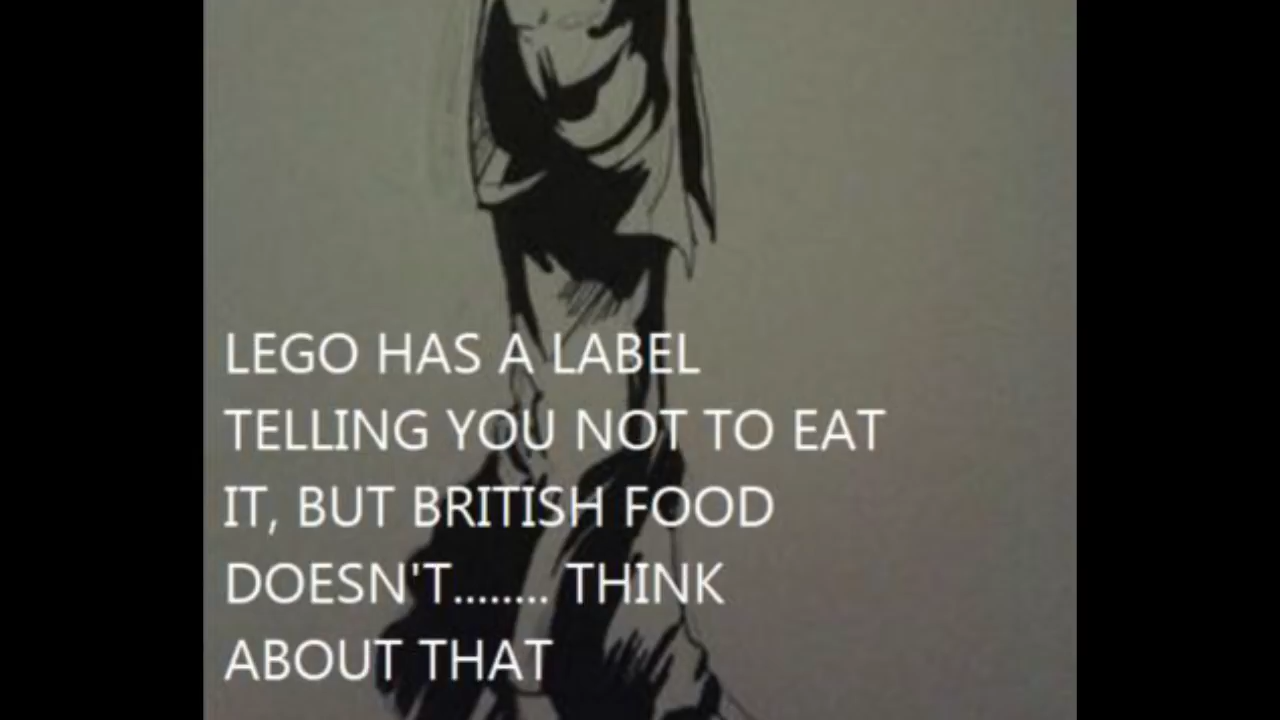 LEGO HAS A LABEL
TELLING YOU NOT TO EAT
IT, BUT BRITISH FOOD
DOESN'T........ THINK
ABOUT THAT